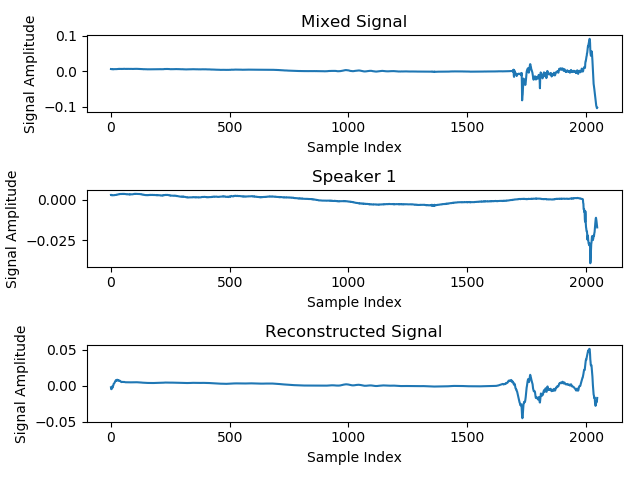 Mixed Signal
Signal Amplitude
0.1
0.0
−0.1
0
500
1000
1500
2000
Sample Index
Speaker 1
Signal Amplitude
0.000
−0.025
0
500
1000
1500
2000
Sample Index
Reconstructed Signal
Signal Amplitude
0.05
0.00
−0.05
0
500
1000
1500
2000
Sample Index